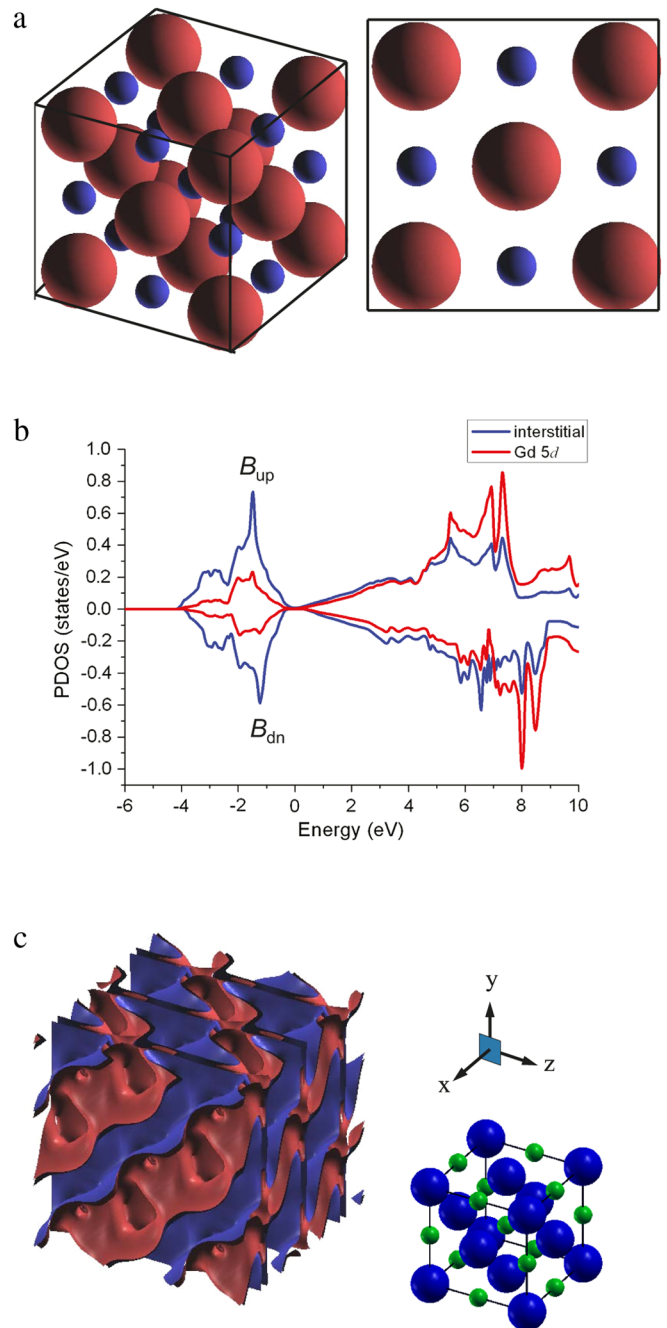 a
b
interstitial
Gd 5d
B_up
B_dn
PDOS (states/eV)
1.0
0.8
0.6
0.4
0.2
0.0
-0.2
-0.4
-0.6
-0.8
-1.0
-6 -4 -2 0 2 4 6 8 10
Energy (eV)
c
y
x
z